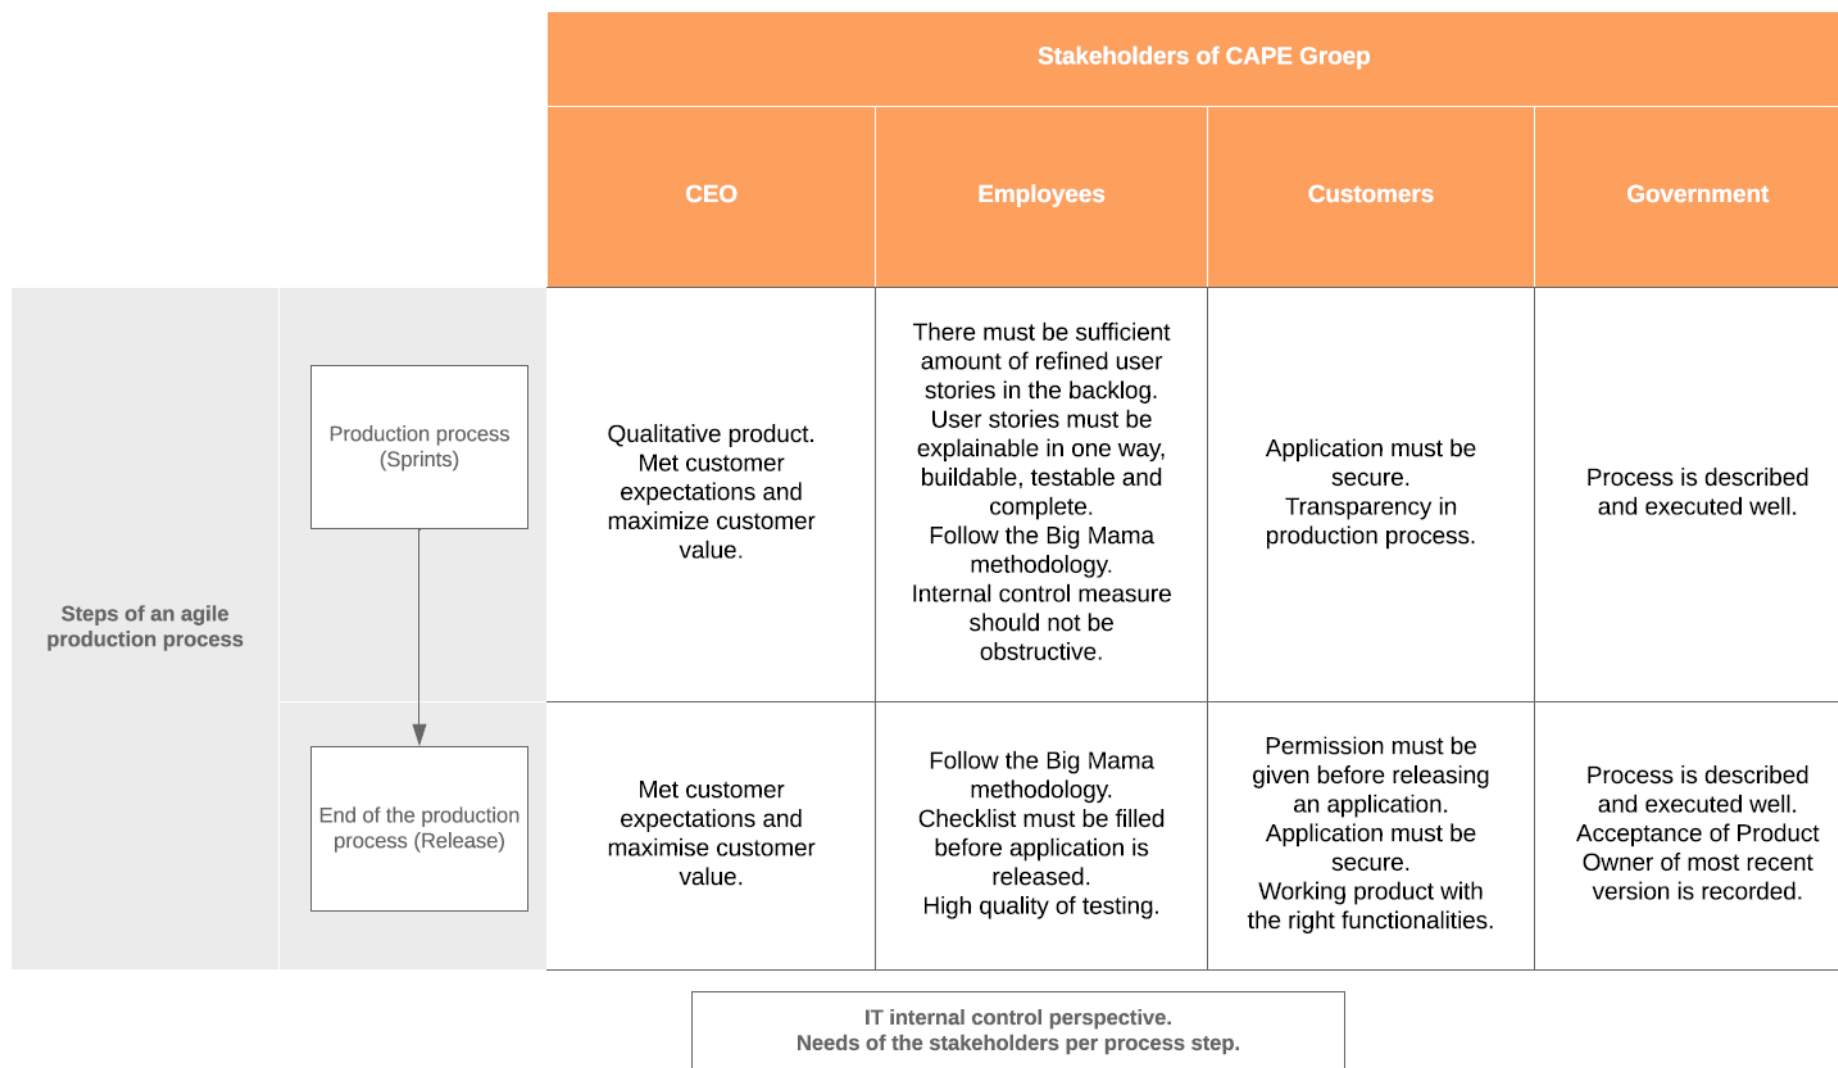 Stakeholders of CAPE Groep
CEO
Employees
Customers
Government
Steps of an agile
production process
Production process
(Sprints)
Qualitative product.
Met customer
expectations and
maximize customer
value.
There must be sufficient
amount of refined user
stories in the backlog.
User stories must be
explainable in one way,
buildable, testable and
complete.
Follow the Big Mama
methodology.
Internal control measure
should not be
obstructive.
Application must be
secure.
Transparency in
production process.
Process is described
and executed well.
End of the production
process (Release)
Met customer
expectations and
maximise customer
value.
Follow the Big Mama
methodology.
Checklist must be filled
before application is
released.
High quality of testing.
Permission must be
given before releasing
an application.
Application must be
secure.
Working product with
the right functionalities.
Process is described
and executed well.
Acceptance of Product
Owner of most recent
version is recorded.
IT internal control perspective.
Needs of the stakeholders per process step.